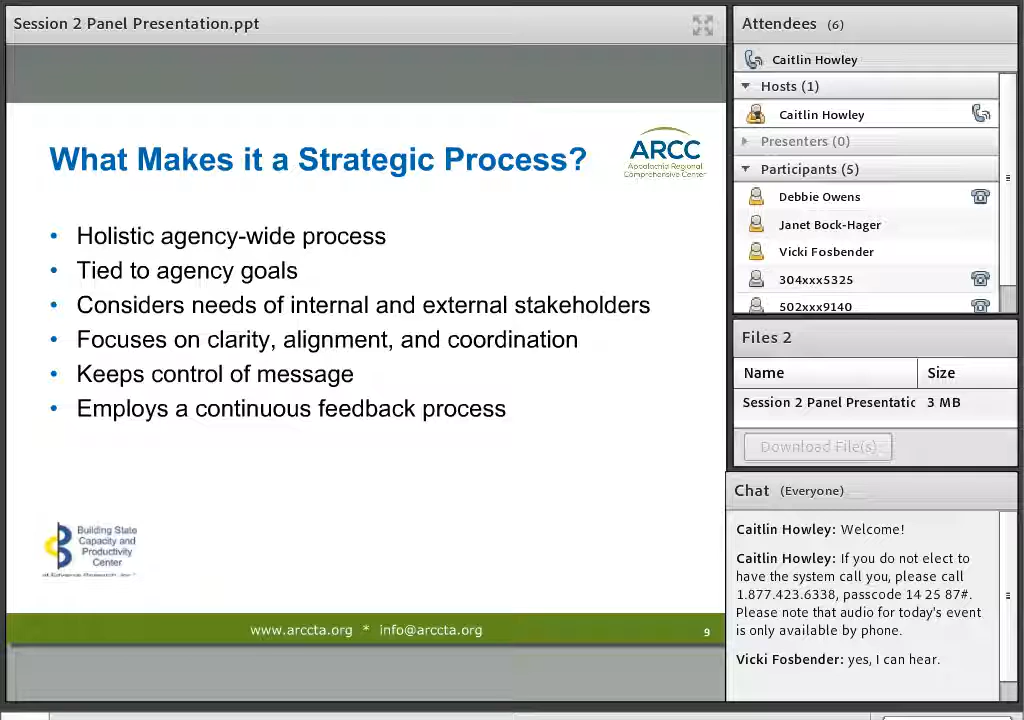 Session 2 Panel Presentation.ppt
What Makes it a Strategic Process?
ARCC
Appalachia Regional
Comprehensive Center
• Holistic agency-wide process
• Tied to agency goals
• Considers needs of internal and external stakeholders
• Focuses on clarity, alignment, and coordination
• Keeps control of message
• Employs a continuous feedback process
Building State
Capacity and
Productivity
Center
at Edvance Research, Inc.
www.arccta.org * info@arccta.org
9
Attendees (6)
Caitlin Howley
Hosts (1)
Caitlin Howley
Presenters (0)
Participants (5)
Debbie Owens
Janet Bock-Hager
Vicki Fosbender
304xxx5325
502xxx9140
Files 2
Name Size
Session 2 Panel Presentatic 3 MB
Download File(s)
Chat (Everyone)
Caitlin Howley: Welcome!
Caitlin Howley: If you do not elect to
have the system call you, please call
1.877.423.6338, passcode 14 25 87#.
Please note that audio for today's event
is only available by phone.
Vicki Fosbender: yes, I can hear.